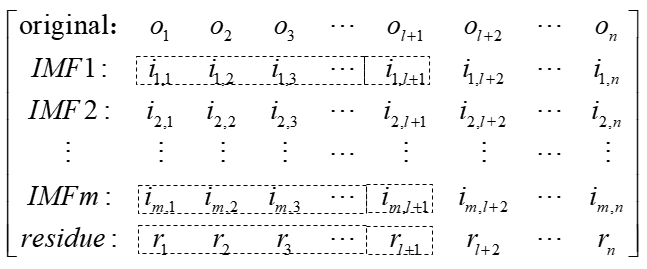 original: o₁ o₂ o₃ ⋯ oₗ₊₁ oₗ₊₂ ⋯ oₙ
IMF1: i₁,₁ i₁,₂ i₁,₃ ⋯ i₁,ₗ₊₁ i₁,ₗ₊₂ ⋯ i₁,ₙ
IMF2: i₂,₁ i₂,₂ i₂,₃ ⋯ i₂,ₗ₊₁ i₂,ₗ₊₂ ⋯ i₂,ₙ
⋮ ⋮ ⋮ ⋮ ⋯ ⋮ ⋮ ⋯ ⋮
IMFm: iₘ,₁ iₘ,₂ iₘ,₃ ⋯ iₘ,ₗ₊₁ iₘ,ₗ₊₂ ⋯ iₘ,ₙ
residue: r₁ r₂ r₃ ⋯ rₗ₊₁ rₗ₊₂ ⋯ rₙ